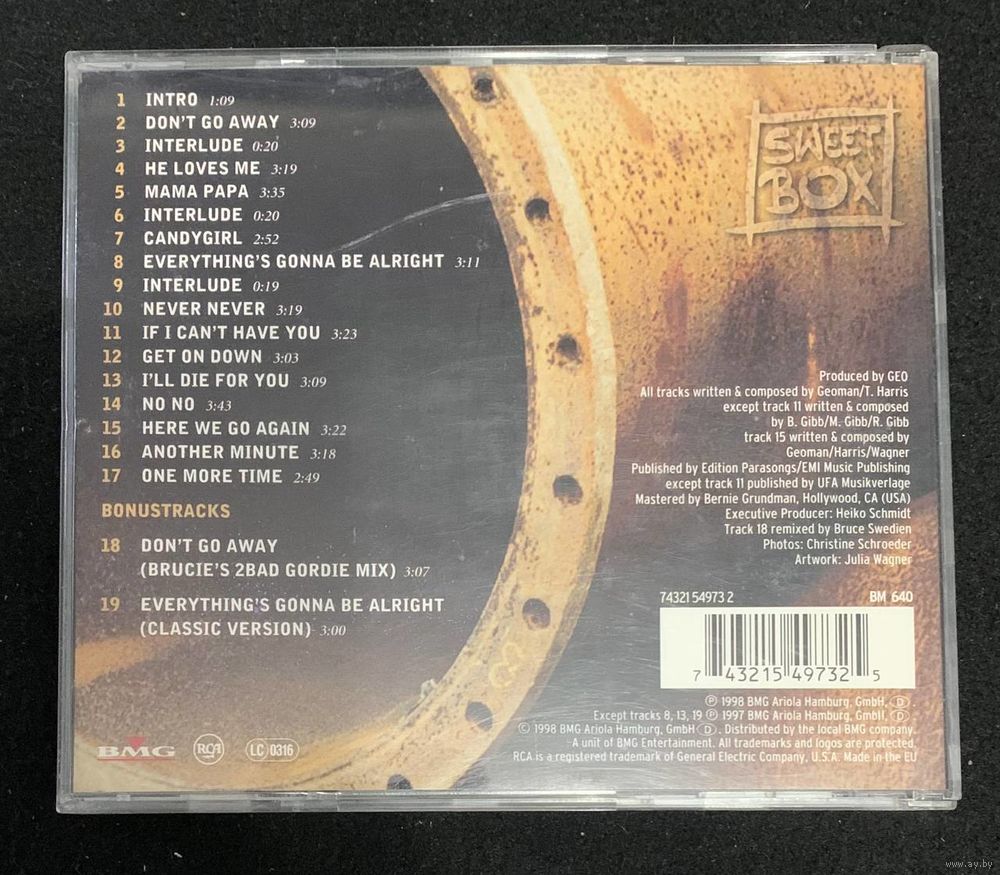 1 INTRO 1:09
2 DON'T GO AWAY 3:09
3 INTERLUDE 0:20
4 HE LOVES ME 3:19
5 MAMA PAPA 3:35
6 INTERLUDE 0:20
7 CANDYGIRL 2:52
8 EVERYTHING'S GONNA BE ALRIGHT 3:11
9 INTERLUDE 0:19
10 NEVER NEVER 3:19
11 IF I CAN'T HAVE YOU 3:23
12 GET ON DOWN 3:03
13 I'LL DIE FOR YOU 3:09
14 NO NO 3:43
15 HERE WE GO AGAIN 3:22
16 ANOTHER MINUTE 3:18
17 ONE MORE TIME 2:49
BONUSTRACKS
18 DON'T GO AWAY
(BRUCIE'S 2BAD GORDIE MIX) 3:07
19 EVERYTHING'S GONNA BE ALRIGHT
(CLASSIC VERSION) 3:00
BMG RCA LC 0316
SWEET
BOX
Produced by GEO
All tracks written & composed by Geoman/T. Harris
except track 11 written & composed
by B. Gibb/M. Gibb/R. Gibb
track 15 written & composed by
Geoman/Harris/Wagner
Published by Edition Parasongs/EMI Music Publishing
except track 11 published by UFA Musikverlage
Mastered by Bernie Grundman, Hollywood, CA (USA)
Executive Producer: Heiko Schmidt
Track 18 remixed by Bruce Swedien
Photos: Christine Schroeder
Artwork: Julia Wagner
74321 54973 2 BM 640
7 43215 49732 5
℗ 1998 BMG Ariola Hamburg, GmbH, Ⓓ.
Except tracks 8, 13, 19 ℗ 1997 BMG Ariola Hamburg, GmbH, Ⓓ.
© 1998 BMG Ariola Hamburg, GmbH Ⓓ. Distributed by the local BMG company.
A unit of BMG Entertainment. All trademarks and logos are protected.
RCA is a registered trademark of General Electric Company, U.S.A. Made in the EU
www.ay.by